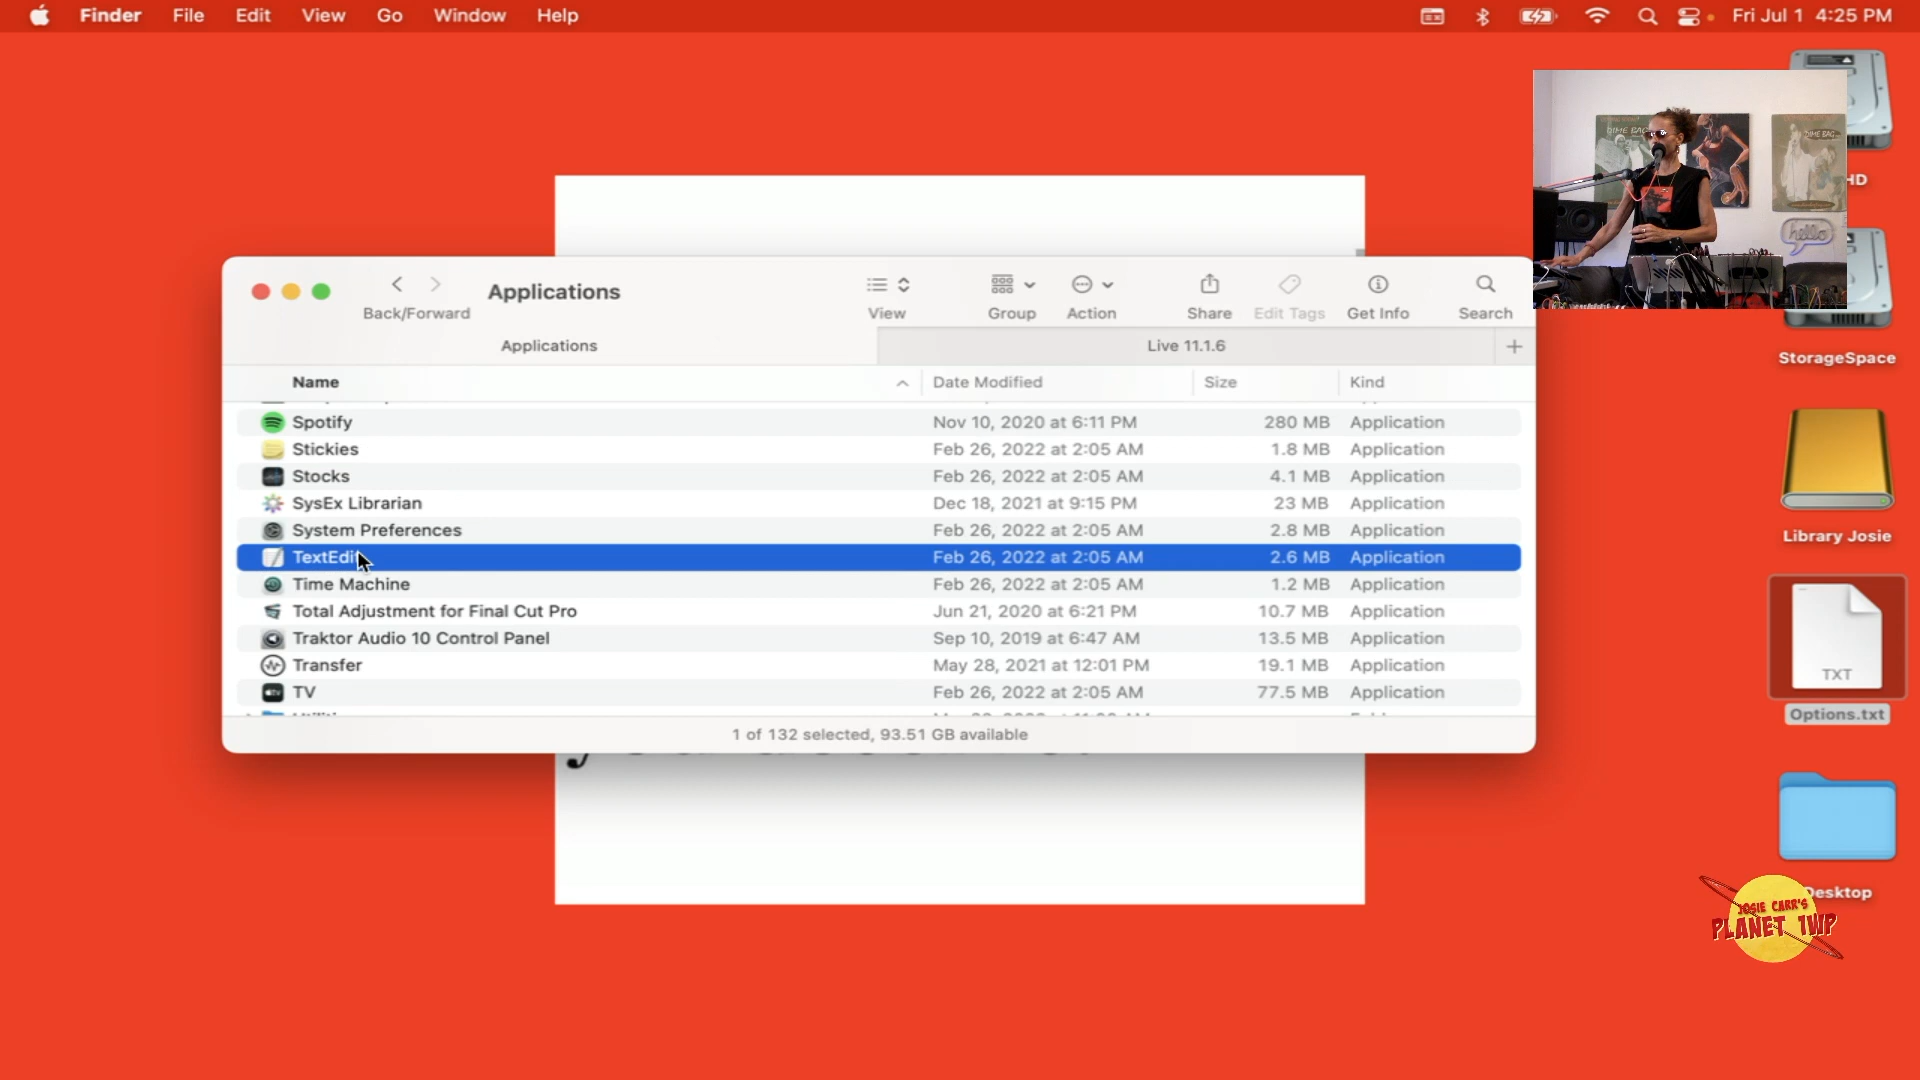 Finder File Edit View Go Window Help Fri Jul 1 4:25 PM
DIME BAG
DIME BAG
hello
HD
Applications
Back/Forward View Group Action Share Edit Tags Get Info Search
Applications Live 11.1.6 +
Name Date Modified Size Kind
Spotify Nov 10, 2020 at 6:11 PM 280 MB Application
Stickies Feb 26, 2022 at 2:05 AM 1.8 MB Application
Stocks Feb 26, 2022 at 2:05 AM 4.1 MB Application
SysEx Librarian Dec 18, 2021 at 9:15 PM 23 MB Application
System Preferences Feb 26, 2022 at 2:05 AM 2.8 MB Application
TextEdit Feb 26, 2022 at 2:05 AM 2.6 MB Application
Time Machine Feb 26, 2022 at 2:05 AM 1.2 MB Application
Total Adjustment for Final Cut Pro Jun 21, 2020 at 6:21 PM 10.7 MB Application
Traktor Audio 10 Control Panel Sep 10, 2019 at 6:47 AM 13.5 MB Application
Transfer May 28, 2021 at 12:01 PM 19.1 MB Application
TV Feb 26, 2022 at 2:05 AM 77.5 MB Application
1 of 132 selected, 93.51 GB available
StorageSpace
Library Josie
TXT
Options.txt
Desktop
JOSIE CARR'S
PLANET TWP